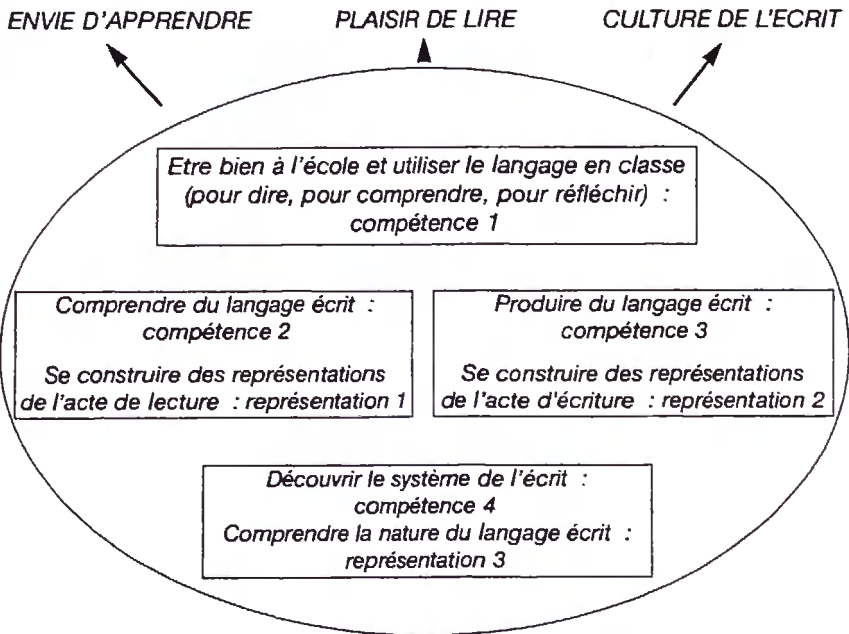 ENVIE D'APPRENDRE PLAISIR DE LIRE CULTURE DE L'ECRIT
Etre bien à l'école et utiliser le langage en classe
(pour dire, pour comprendre, pour réfléchir) :
compétence 1
Comprendre du langage écrit :
compétence 2
Se construire des représentations
de l'acte de lecture : représentation 1
Produire du langage écrit :
compétence 3
Se construire des représentations
de l'acte d'écriture : représentation 2
Découvrir le système de l'écrit :
compétence 4
Comprendre la nature du langage écrit :
représentation 3